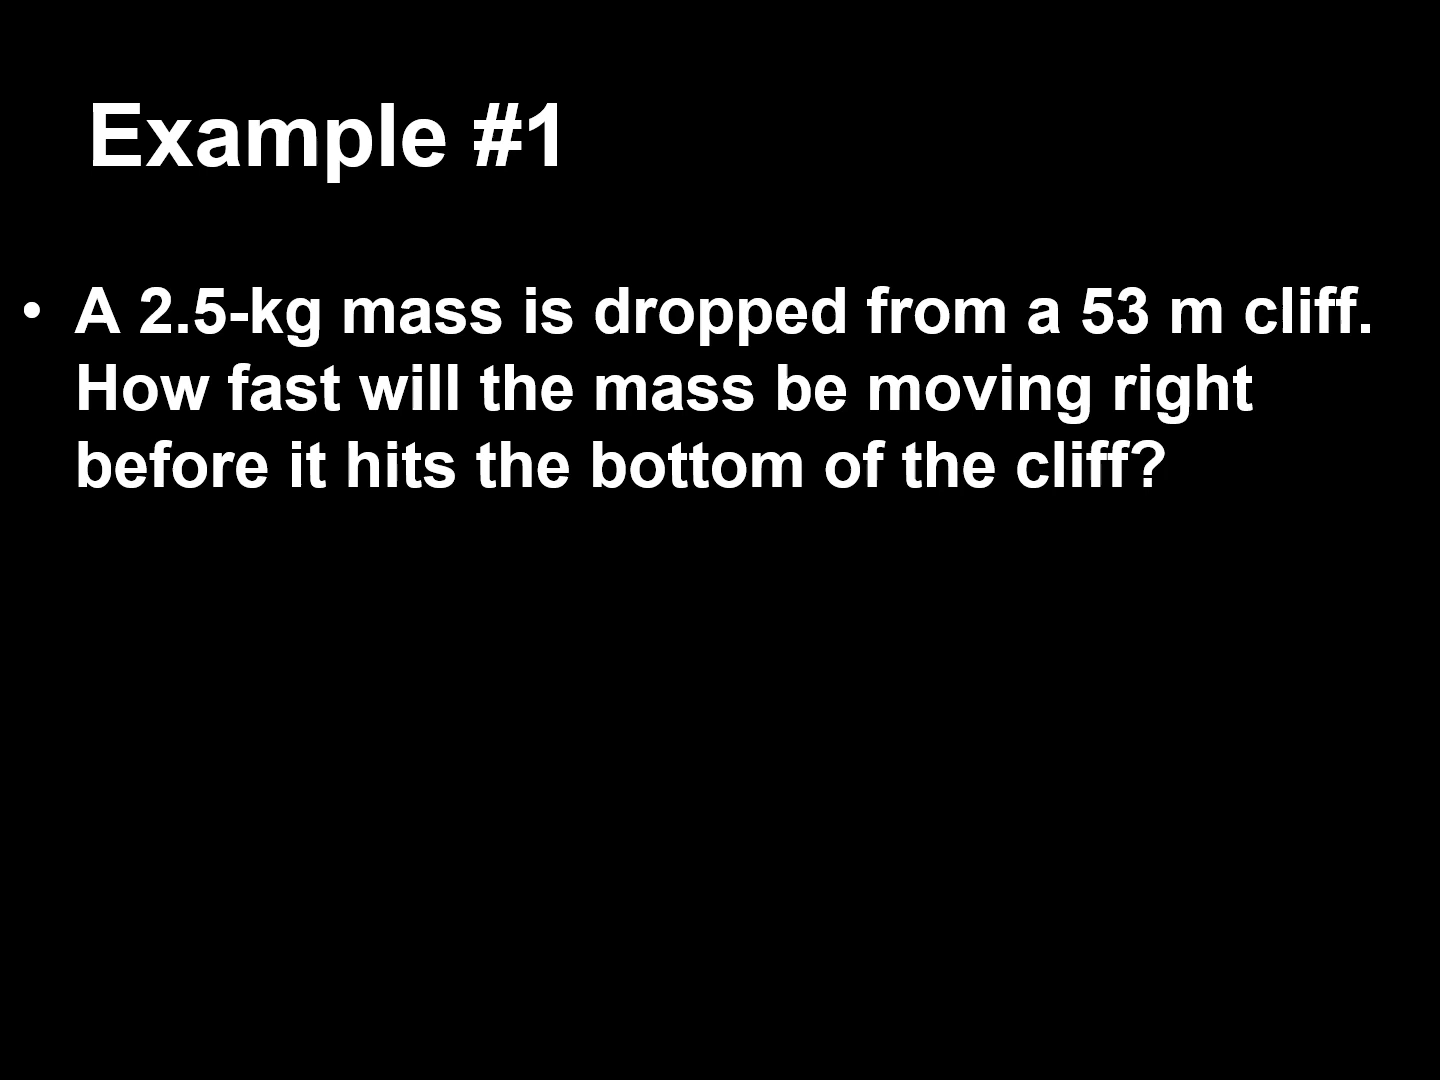 Example #1
• A 2.5-kg mass is dropped from a 53 m cliff.
How fast will the mass be moving right
before it hits the bottom of the cliff?